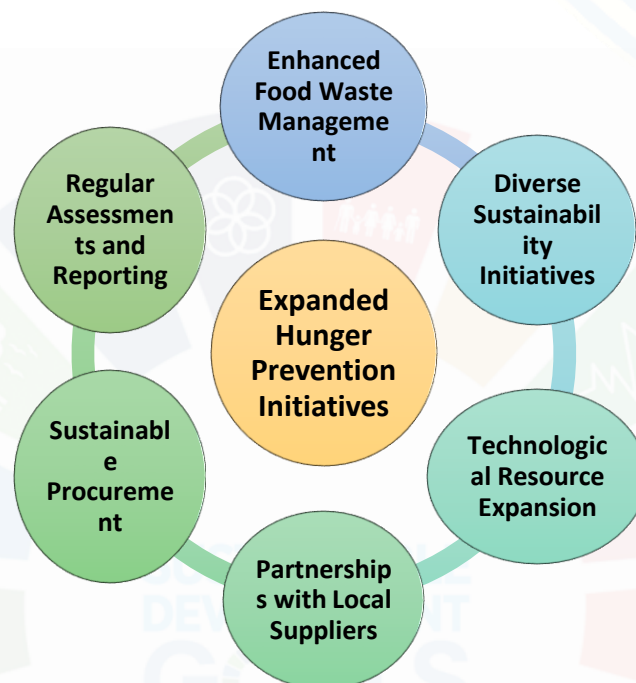 Enhanced
Food Waste
Manageme
nt
Diverse
Sustainabil
ity
Initiatives
Technologic
al Resource
Expansion
Partnership
s with Local
Suppliers
Sustainabl
e
Procureme
nt
Regular
Assessmen
ts and
Reporting
Expanded
Hunger
Prevention
Initiatives